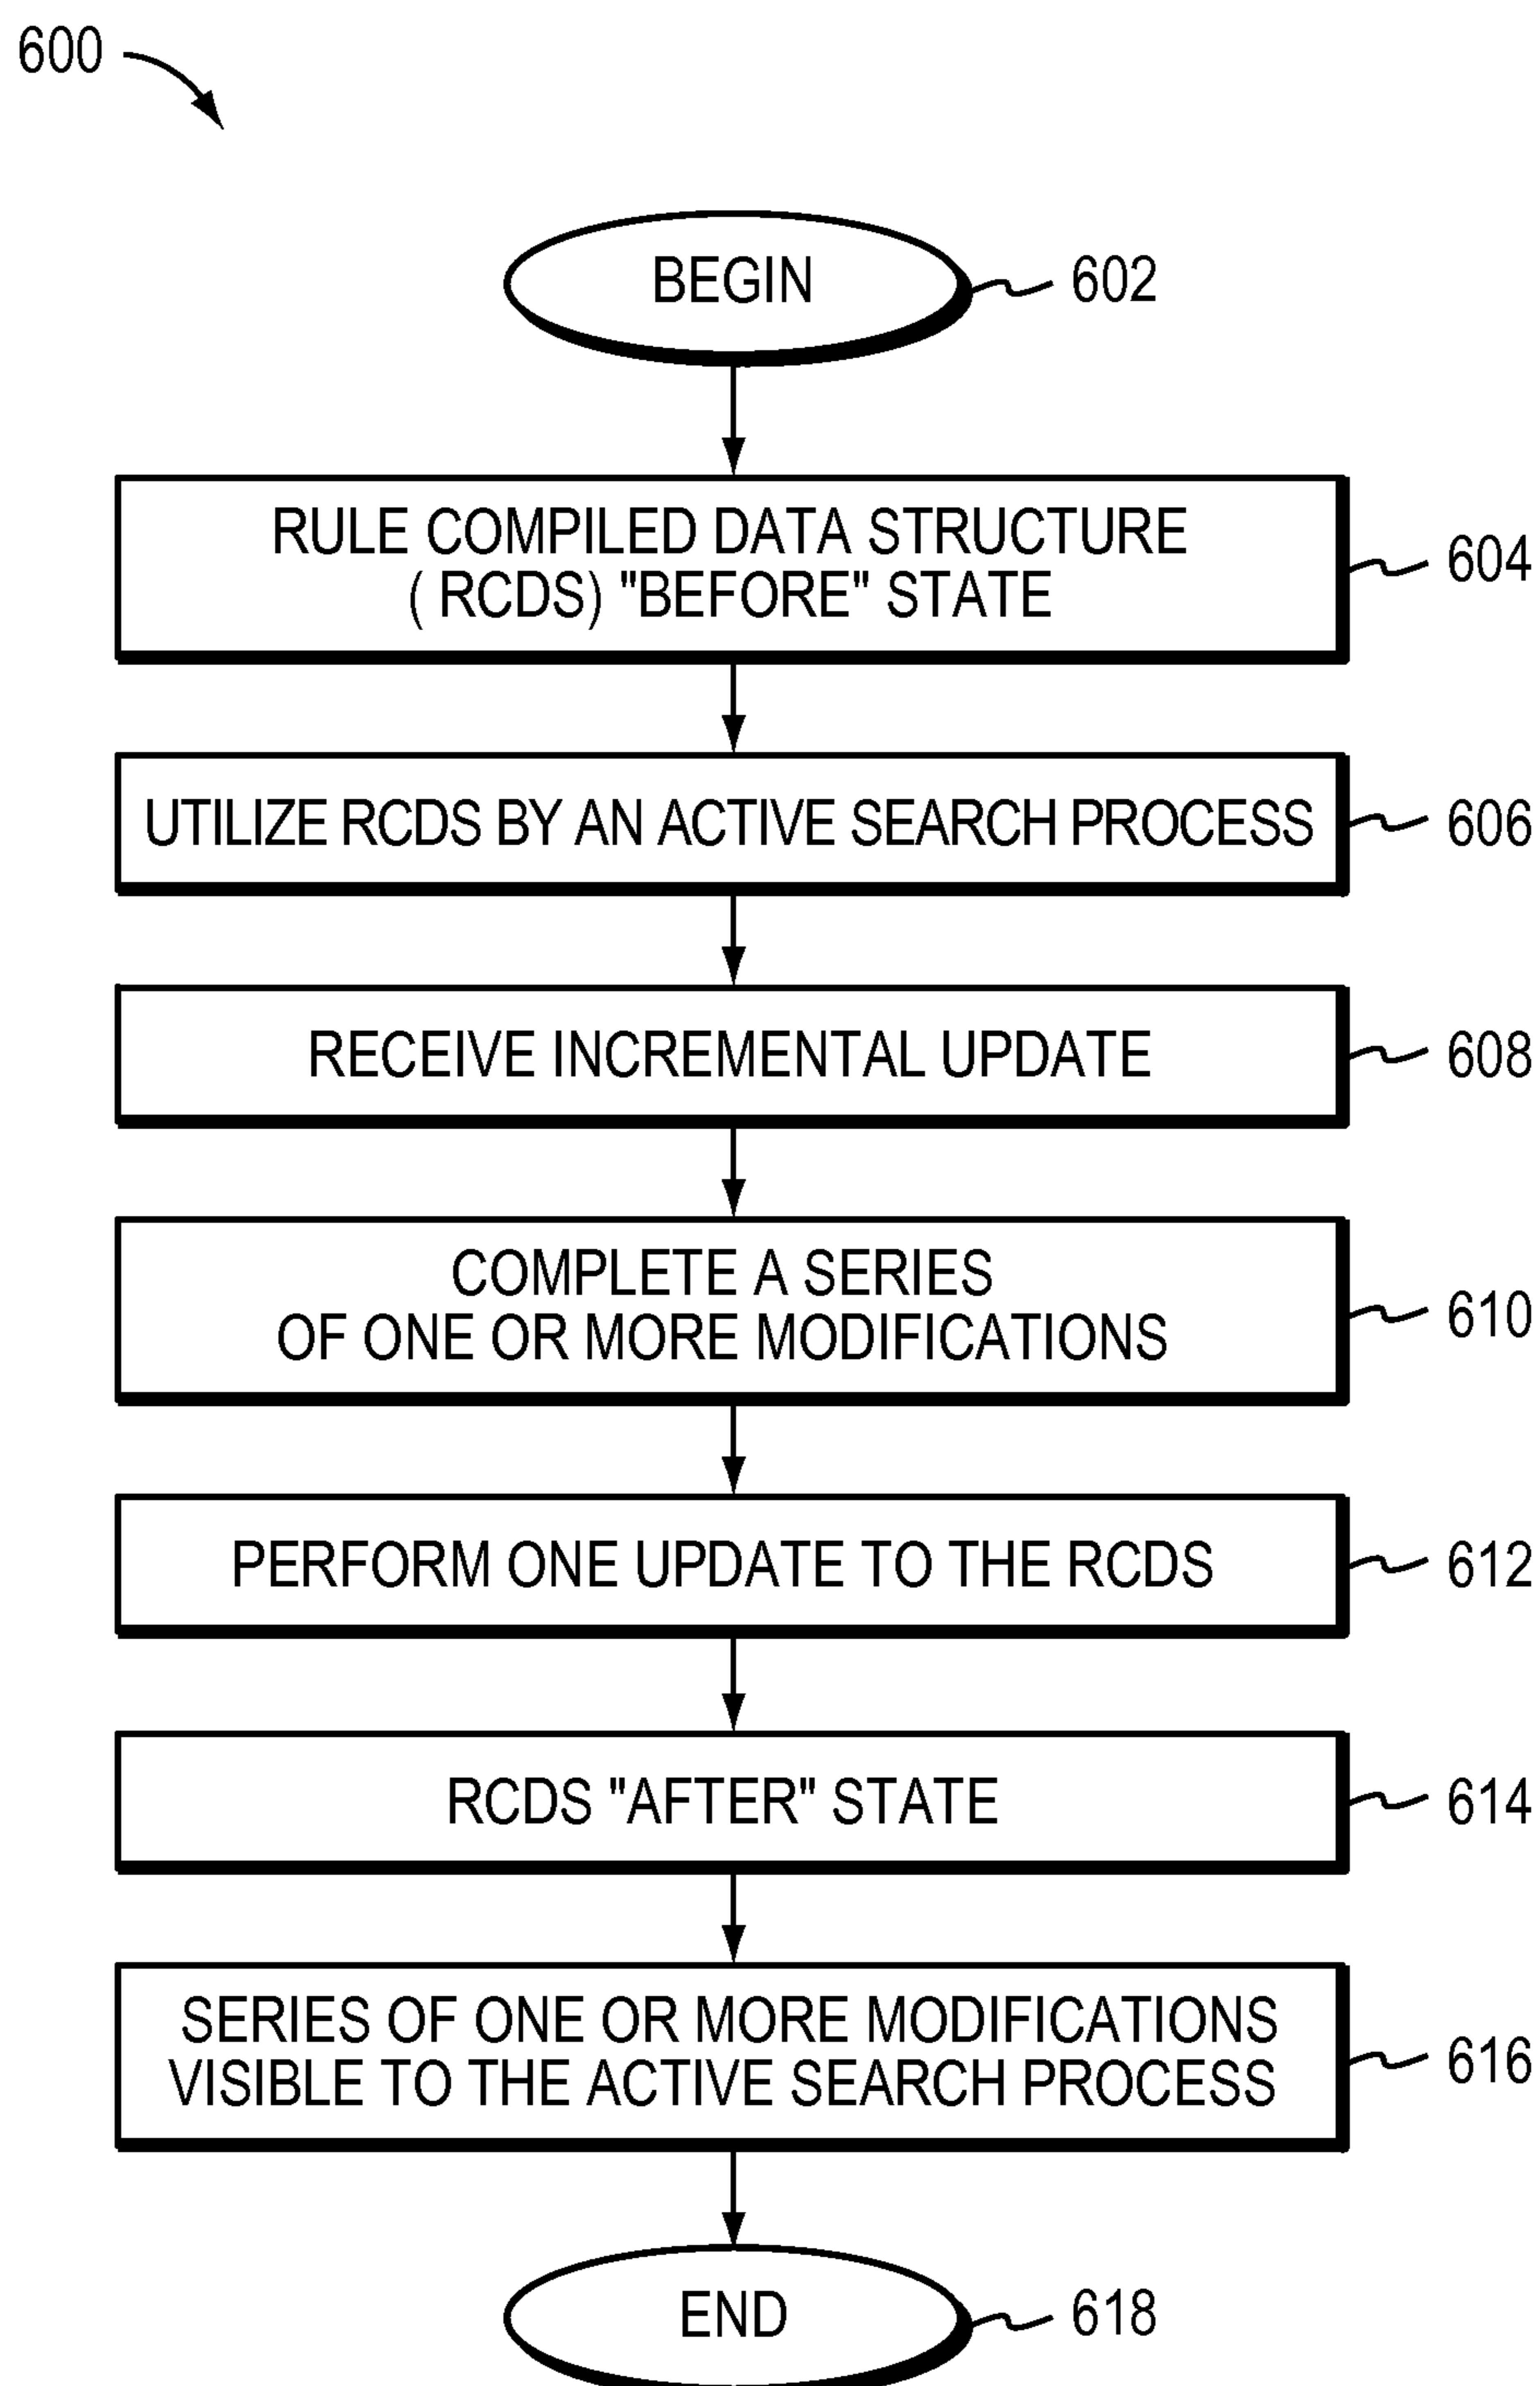 600
BEGIN
602
RULE COMPILED DATA STRUCTURE
( RCDS) "BEFORE" STATE
604
UTILIZE RCDS BY AN ACTIVE SEARCH PROCESS
606
RECEIVE INCREMENTAL UPDATE
608
COMPLETE A SERIES
OF ONE OR MORE MODIFICATIONS
610
PERFORM ONE UPDATE TO THE RCDS
612
RCDS "AFTER" STATE
614
SERIES OF ONE OR MORE MODIFICATIONS
VISIBLE TO THE ACTIVE SEARCH PROCESS
616
END
618